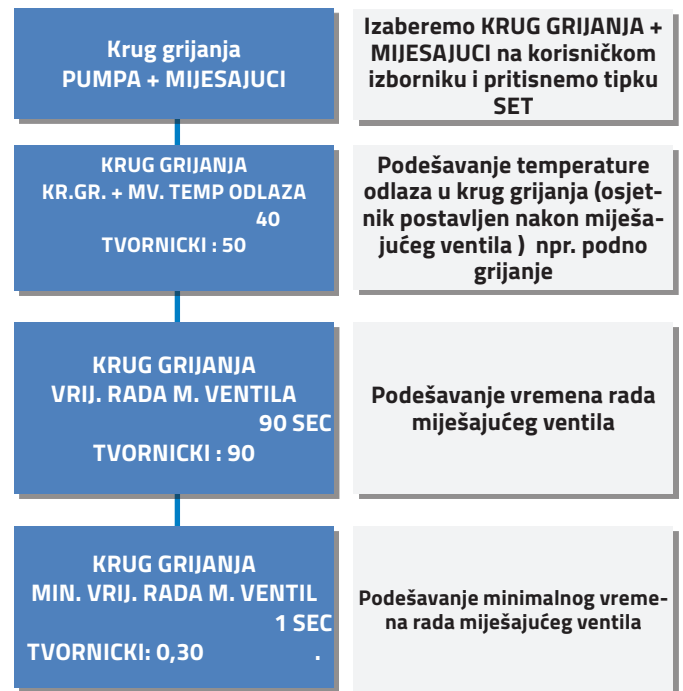 Krug grijanja
PUMPA + MIJESAJUCI
Izaberemo KRUG GRIJANJA +
MIJESAJUCI na korisničkom
izborniku i pritisnemo tipku
SET
KRUG GRIJANJA
KR.GR. + MV. TEMP ODLAZA
40
TVORNICKI : 50
Podešavanje temperature
odlaza u krug grijanja (osjet-
nik postavljen nakon miješa-
jućeg ventila ) npr. podno
grijanje
KRUG GRIJANJA
VRIJ. RADA M. VENTILA
90 SEC
TVORNICKI : 90
Podešavanje vremena rada
miješajućeg ventila
KRUG GRIJANJA
MIN. VRIJ. RADA M. VENTIL
1 SEC
TVORNICKI: 0,30 .
Podešavanje minimalnog vreme-
na rada miješajućeg ventila